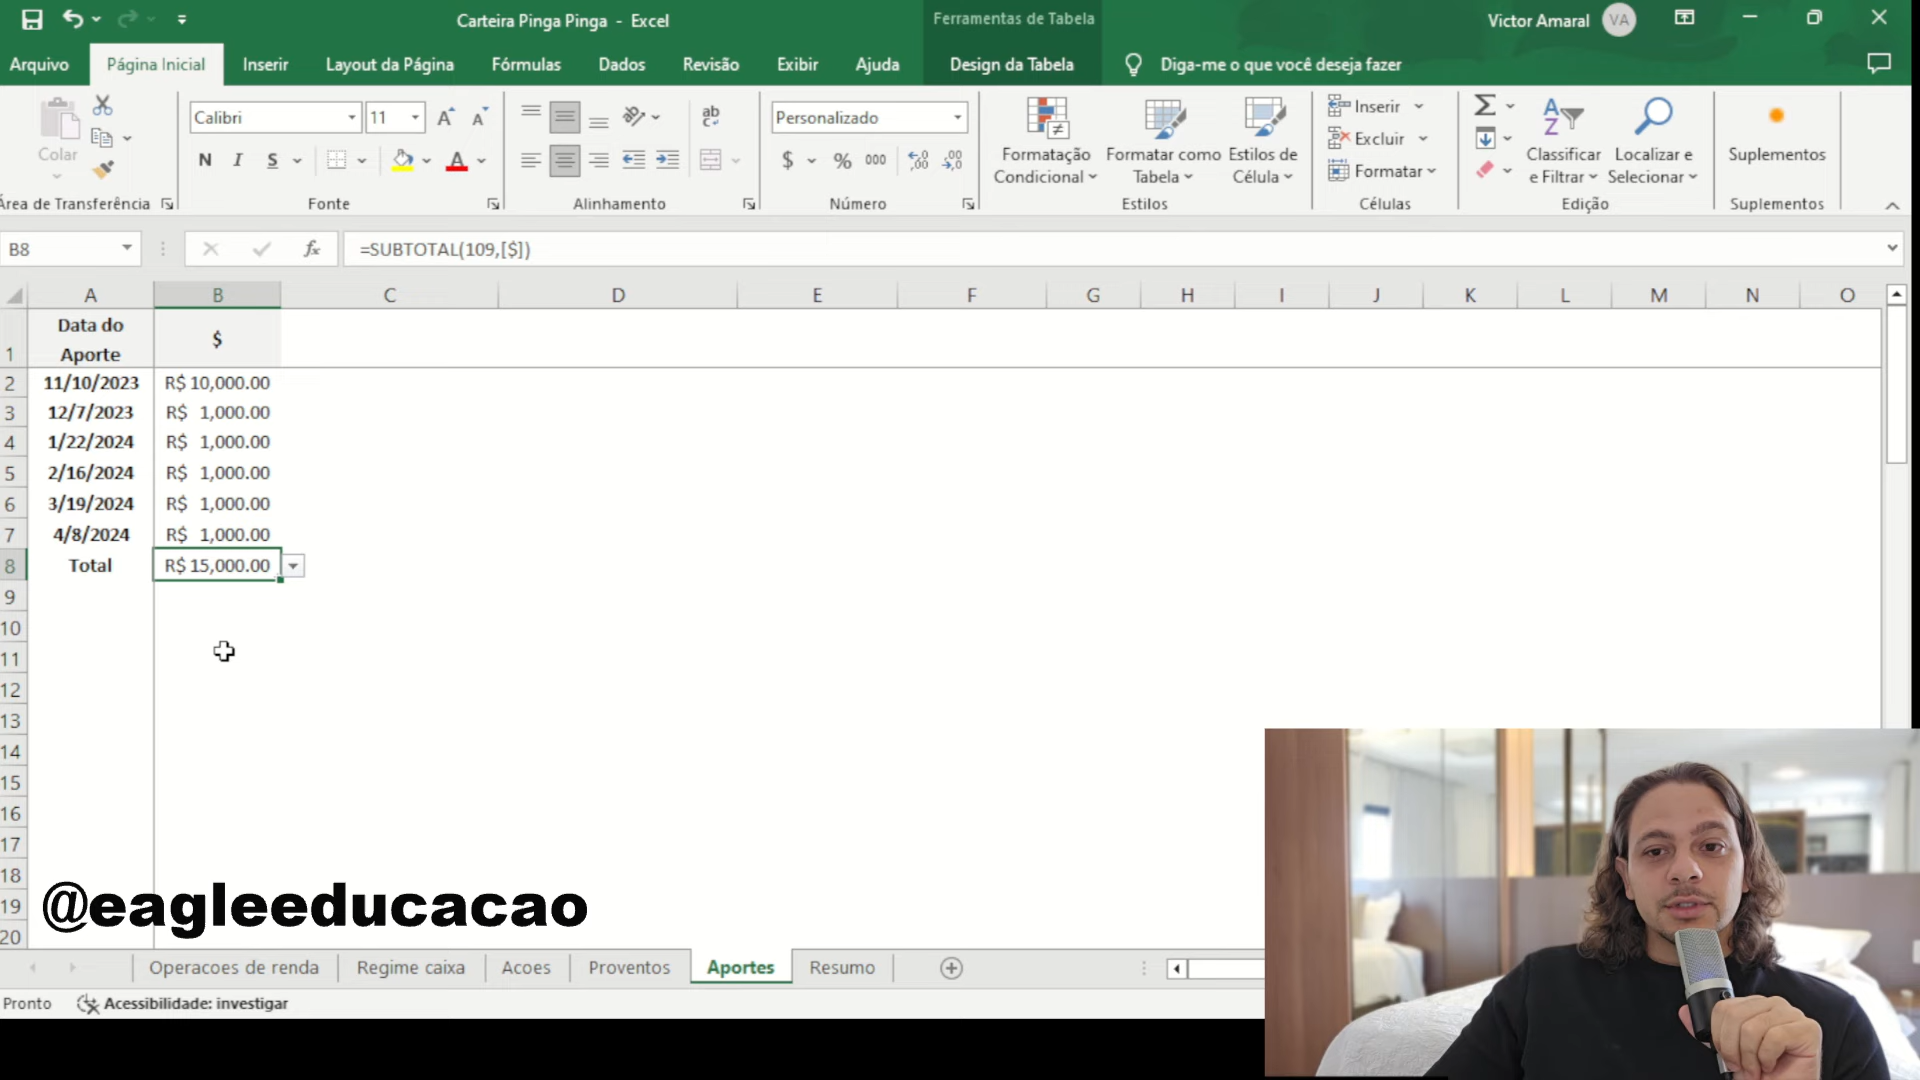 Carteira Pinga Pinga - Excel
Ferramentas de Tabela
Victor Amaral
VA
Arquivo
Página Inicial
Inserir
Layout da Página
Fórmulas
Dados
Revisão
Exibir
Ajuda
Design da Tabela
Diga-me o que você deseja fazer
Colar
Calibri
11
N I S
ab
Personalizado
$ % 000
Formatação Condicional
Formatar como Tabela
Estilos de Célula
Inserir
Excluir
Formatar
Classificar e Filtrar
Localizar e Selecionar
Suplementos
Área de Transferência
Fonte
Alinhamento
Número
Estilos
Células
Edição
Suplementos
B8
fx
=SUBTOTAL(109,[$])
A B C D E F G H I J K L M N O
1 Data do Aporte $
2 11/10/2023 R$ 10,000.00
3 12/7/2023 R$ 1,000.00
4 1/22/2024 R$ 1,000.00
5 2/16/2024 R$ 1,000.00
6 3/19/2024 R$ 1,000.00
7 4/8/2024 R$ 1,000.00
8 Total R$ 15,000.00
9
10
11
12
13
14
15
16
17
18
19
20
@eagleeducacao
Operacoes de renda
Regime caixa
Acoes
Proventos
Aportes
Resumo
Pronto
Acessibilidade: investigar